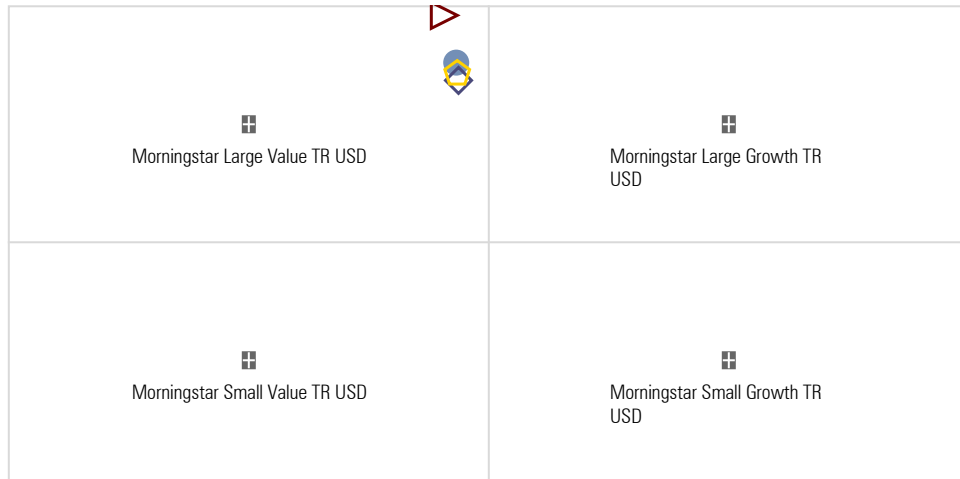 Morningstar Large Value TR USD
Morningstar Large Growth TR
USD
Morningstar Small Value TR USD
Morningstar Small Growth TR
USD